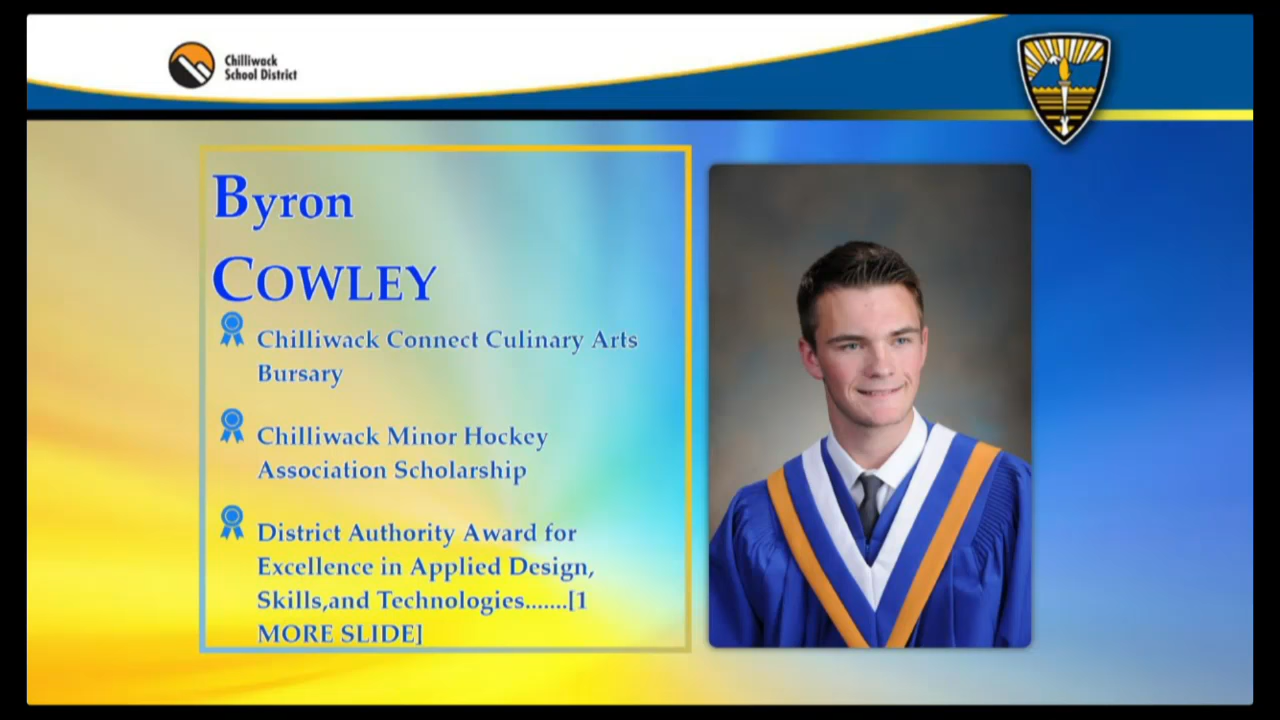 Chilliwack
School District
Byron
COWLEY
Chilliwack Connect Culinary Arts
Bursary
Chilliwack Minor Hockey
Association Scholarship
District Authority Award for
Excellence in Applied Design,
Skills,and Technologies.......[1
MORE SLIDE]